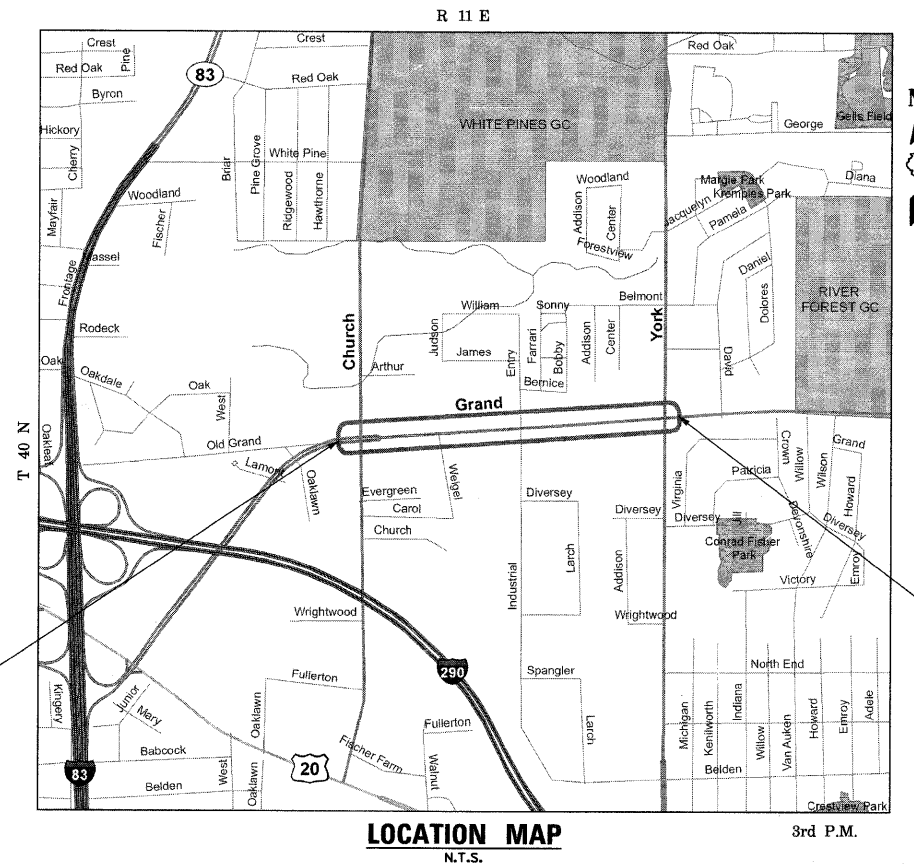 R 11 E
Crest
Pine
Crest
Red Oak
Red Oak
83
Red Oak
Byron
Gells Field
WHITE PINES GC
George
Hickory
Cherry
Briar
Pine Grove
White Pine
Ridgewood
Hawthorne
Woodland
Margie Park
Kremples Park
Diana
Mayfair
Woodland
Fischer
Addison
Center
Jacquelyn
Pamela
Forestview
Frontage
Hassel
Daniel
Dolores
RIVER
FOREST GC
William
Sonny
Belmont
Rodeck
Church
Judson
Farrari
Bobby
Addison
Center
York
James
Entry
David
Oak
Oakdale
Oak
West
Arthur
Bernice
Grand
T 40 N
Oakleaf
Old Grand
Lamont
Oaklawn
Weigel
Crown
Willow
Wilson
Grand
Howard
Virginia
Patricia
Evergreen
Carol
Diversey
Diversey
Diversey
Devonshire
Diversey
Church
Conrad Fisher
Park
Emroy
Industrial
Larch
Addison
Victory
Wrightwood
Wrightwood
290
Fullerton
Spangler
North End
Kingery
Junior
Mary
Oaklawn
Fullerton
Larch
Michigan
Kenilworth
Indiana
Willow
Van Auken
Howard
Emroy
Adele
Babcock
West
Fischer Farm
Walnut
83
Belden
Oaklawn
20
Belden
Crestview Park
LOCATION MAP
3rd P.M.
N.T.S.